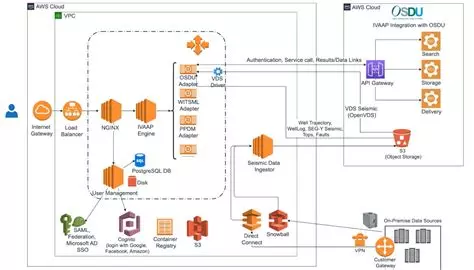 AWS Cloud
VPC
AWS Cloud
OSDU
IVAAP Integration with OSDU
Search
Storage
Delivery
API Gateway
Authentication, Service call, Results/Data Links
OSDU
Adapter
VDS
Driver
WITSML
Adapter
PPDM
Adapter
VDS Seismic
(OpenVDS)
Well Trajectory,
WellLog, SEG-Y Seismic,
Tops, Faults
S3
(Object Storage)
Internet
Gateway
Load
Balancer
NGINX
IVAAP
Engine
PostgreSQL DB
Disk
User Management
Seismic Data
Ingestor
SAML,
Federation,
Microsoft AD
SSO
Cognito
(login with Google,
Facebook, Amazon)
Container
Registry
S3
Direct
Connect
Snowball
On-Premise Data Sources
VPN
Customer
Gateway